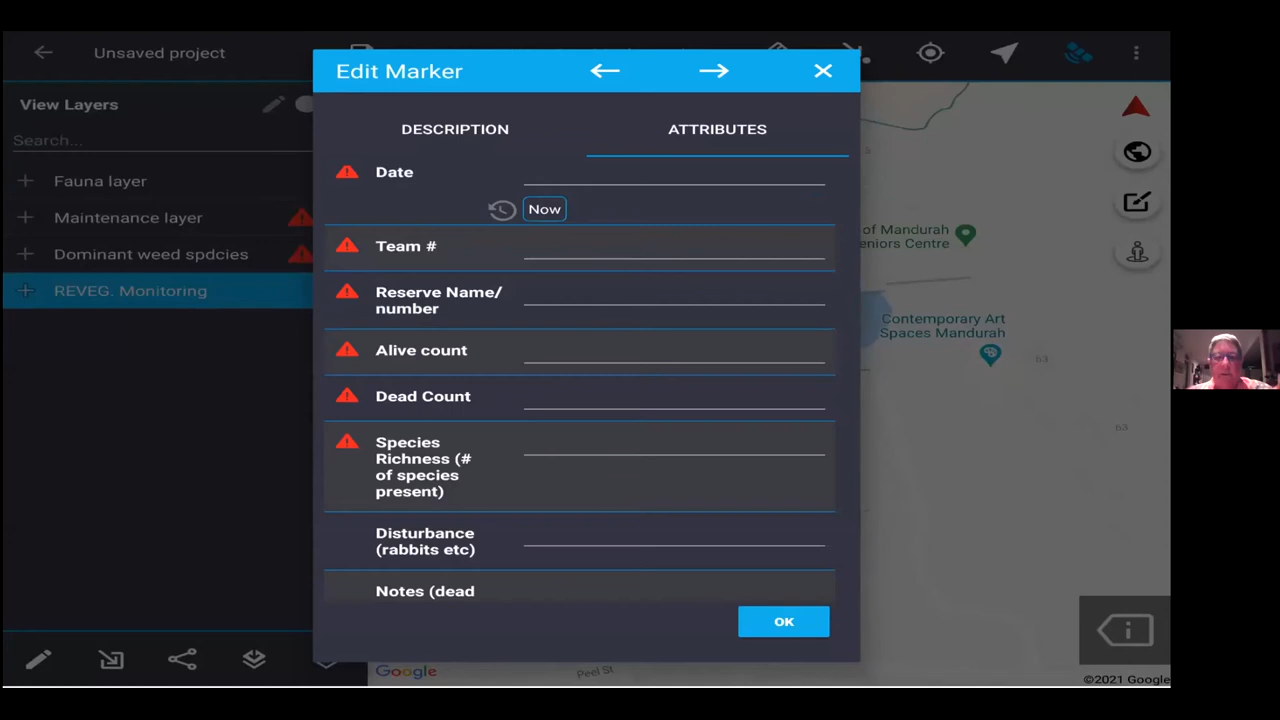 Unsaved project
View Layers
Search...
Fauna layer
Maintenance layer
Dominant weed spdcies
REVEG. Monitoring
Edit Marker
DESCRIPTION
ATTRIBUTES
Date
Now
Team #
Reserve Name/
number
Alive count
Dead Count
Species
Richness (#
of species
present)
Disturbance
(rabbits etc)
Notes (dead
OK
of Mandurah
eniors Centre
Contemporary Art
Spaces Mandurah
63
63
Google
Peel St
©2021 Google